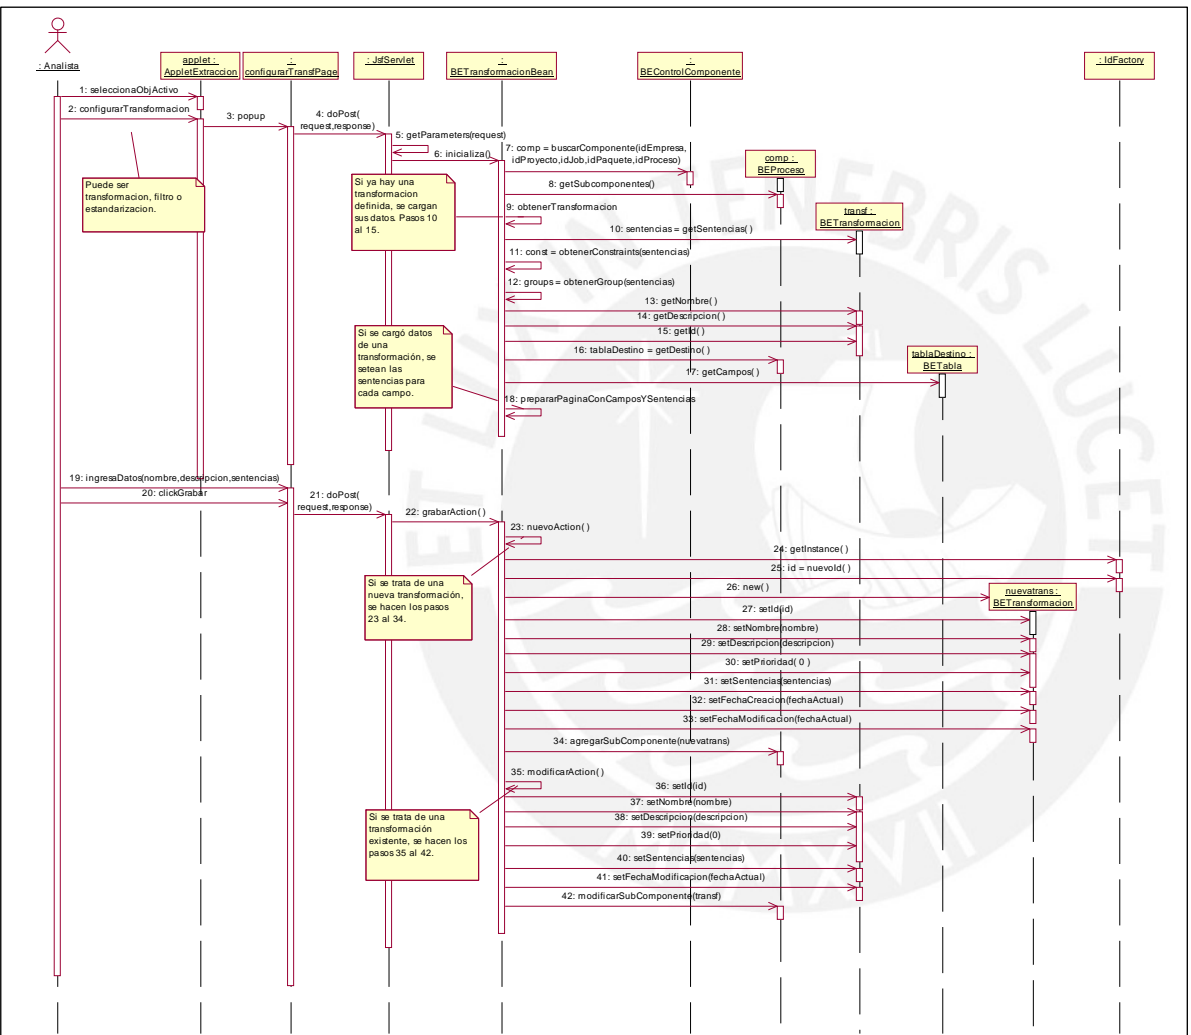 : Analista
applet :
AppletExtraccion
:
configurarTransfPage
: JsfServlet
:
BETransformacionBean
:
BEControlComponente
: IdFactory
1: seleccionaObjActivo
2: configurarTransformacion
3: popup
4: doPost(
request,response)
5: getParameters(request)
6: inicializa()
7: comp = buscarComponente(idEmpresa,
idProyecto,idJob,idPaquete,idProceso)
comp :
BEProceso
8: getSubcomponentes()
Puede ser
transformacion, filtro o
estandarizacion.
Si ya hay una
transformacion
definida, se cargan
sus datos. Pasos 10
al 15.
9: obtenerTransformacion
transf :
BETransformacion
10: sentencias = getSentencias( )
11: const = obtenerConstraints(sentencias)
12: groups = obtenerGroup(sentencias)
13: getNombre( )
14: getDescripcion( )
15: getId( )
Si se cargó datos
de una
transformación, se
setean las
sentencias para
cada campo.
16: tablaDestino = getDestino( )
tablaDestino :
BETabla
17: getCampos( )
18: prepararPaginaConCamposYSentencias
19: ingresaDatos(nombre,descripcion,sentencias)
20: clickGrabar
21: doPost(
request,response)
22: grabarAction( )
23: nuevoAction( )
24: getInstance( )
25: id = nuevoId( )
Si se trata de una
nueva transformación,
se hacen los pasos
23 al 34.
26: new( )
nuevatrans :
BETransformacion
27: setId(id)
28: setNombre(nombre)
29: setDescripcion(descripcion)
30: setPrioridad( 0 )
31: setSentencias(sentencias)
32: setFechaCreacion(fechaActual)
33: setFechaModificacion(fechaActual)
34: agregarSubComponente(nuevatrans)
35: modificarAction( )
36: setId(id)
37: setNombre(nombre)
Si se trata de una
transformación
existente, se hacen los
pasos 35 al 42.
38: setDescripcion(descripcion)
39: setPrioridad(0)
40: setSentencias(sentencias)
41: setFechaModificacion(fechaActual)
42: modificarSubComponente(transf)
ET LUX IN TENEBRIS LUCET
MCMXVII